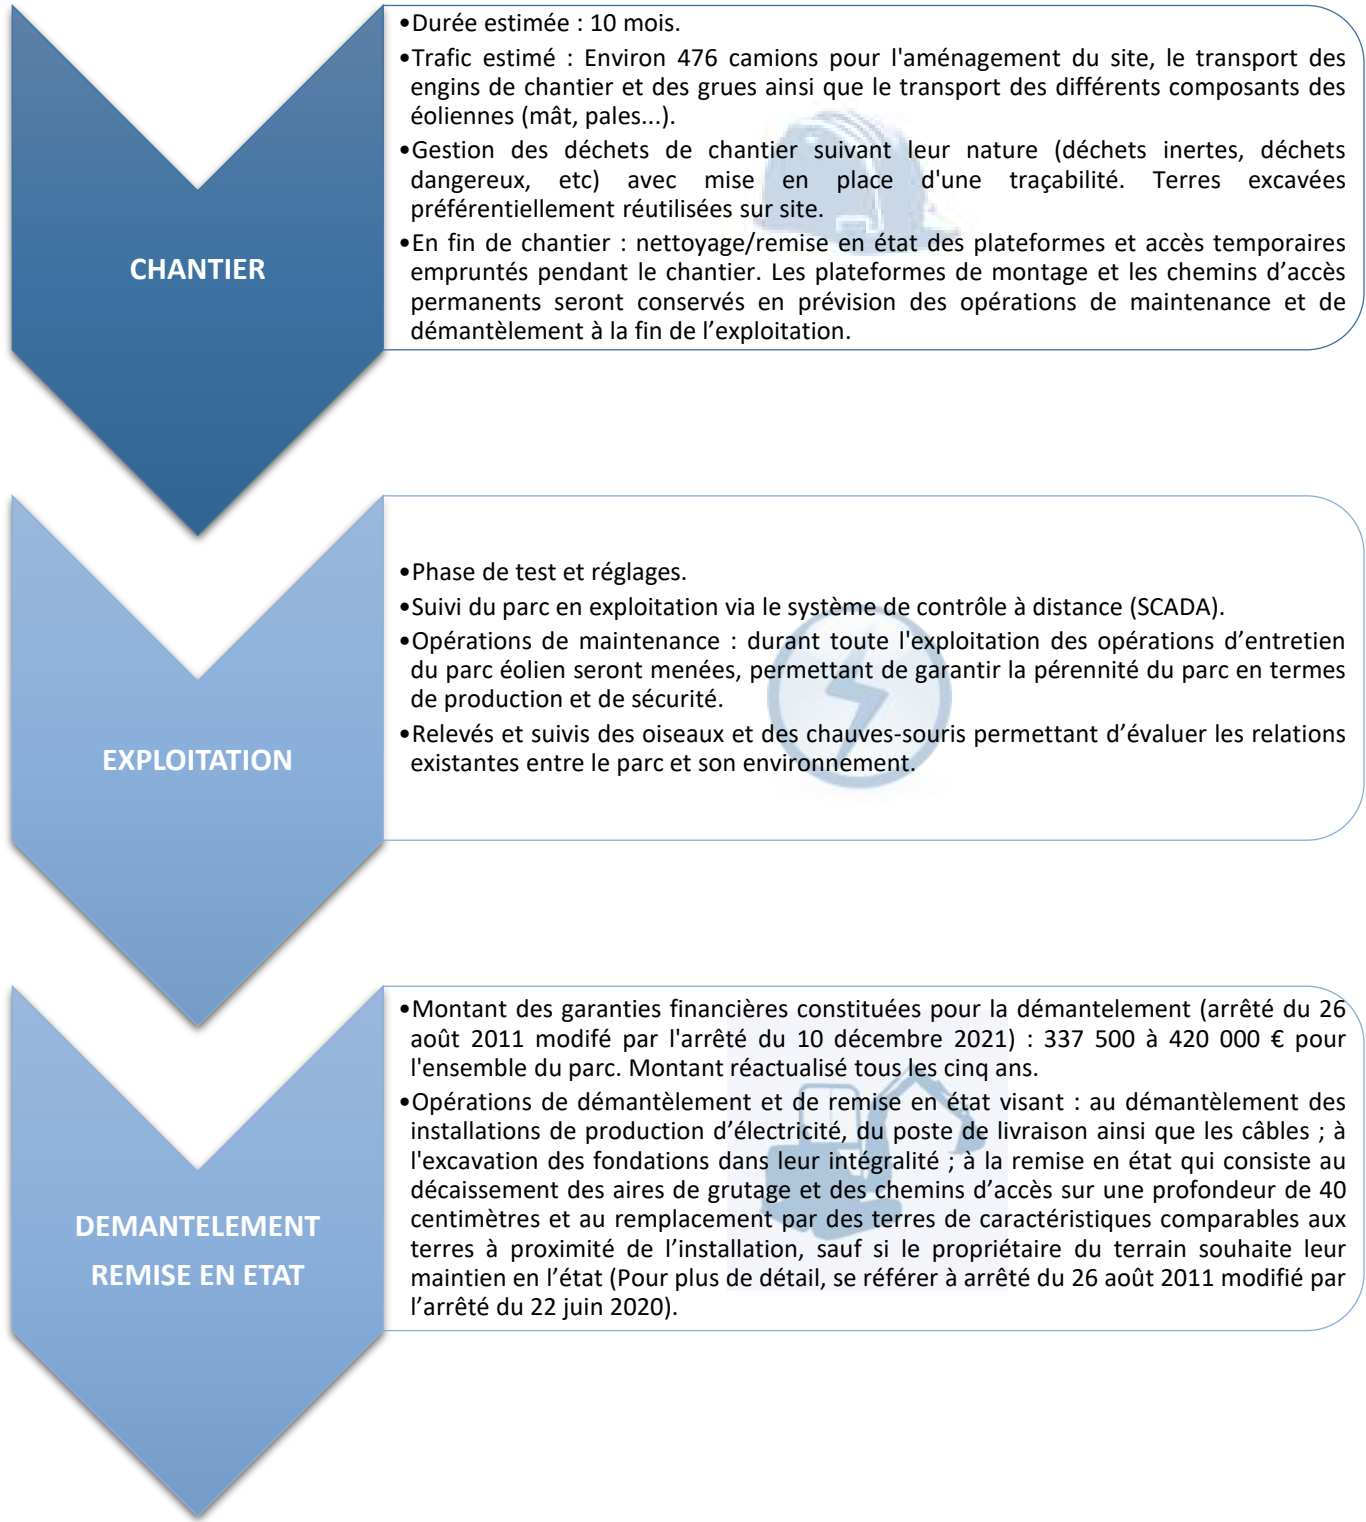 •Durée estimée : 10 mois.
•Trafic estimé : Environ 476 camions pour l'aménagement du site, le transport des
engins de chantier et des grues ainsi que le transport des différents composants des
éoliennes (mât, pales...).
•Gestion des déchets de chantier suivant leur nature (déchets inertes, déchets
dangereux, etc) avec mise en place d'une traçabilité. Terres excavées
préférentiellement réutilisées sur site.
•En fin de chantier : nettoyage/remise en état des plateformes et accès temporaires
empruntés pendant le chantier. Les plateformes de montage et les chemins d’accès
permanents seront conservés en prévision des opérations de maintenance et de
démantèlement à la fin de l’exploitation.
CHANTIER
•Phase de test et réglages.
•Suivi du parc en exploitation via le système de contrôle à distance (SCADA).
•Opérations de maintenance : durant toute l'exploitation des opérations d’entretien
du parc éolien seront menées, permettant de garantir la pérennité du parc en termes
de production et de sécurité.
•Relevés et suivis des oiseaux et des chauves-souris permettant d’évaluer les relations
existantes entre le parc et son environnement.
EXPLOITATION
•Montant des garanties financières constituées pour la démantelement (arrêté du 26
août 2011 modifé par l'arrêté du 10 décembre 2021) : 337 500 à 420 000 € pour
l'ensemble du parc. Montant réactualisé tous les cinq ans.
•Opérations de démantèlement et de remise en état visant : au démantèlement des
installations de production d’électricité, du poste de livraison ainsi que les câbles ; à
l'excavation des fondations dans leur intégralité ; à la remise en état qui consiste au
décaissement des aires de grutage et des chemins d’accès sur une profondeur de 40
centimètres et au remplacement par des terres de caractéristiques comparables aux
terres à proximité de l’installation, sauf si le propriétaire du terrain souhaite leur
maintien en l’état (Pour plus de détail, se référer à arrêté du 26 août 2011 modifié par
l’arrêté du 22 juin 2020).
DEMANTELEMENT
REMISE EN ETAT